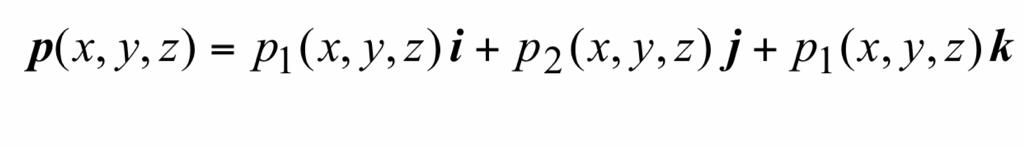 p(x, y, z) = p₁(x, y, z) i + p₂(x, y, z) j + p₁(x, y, z) k